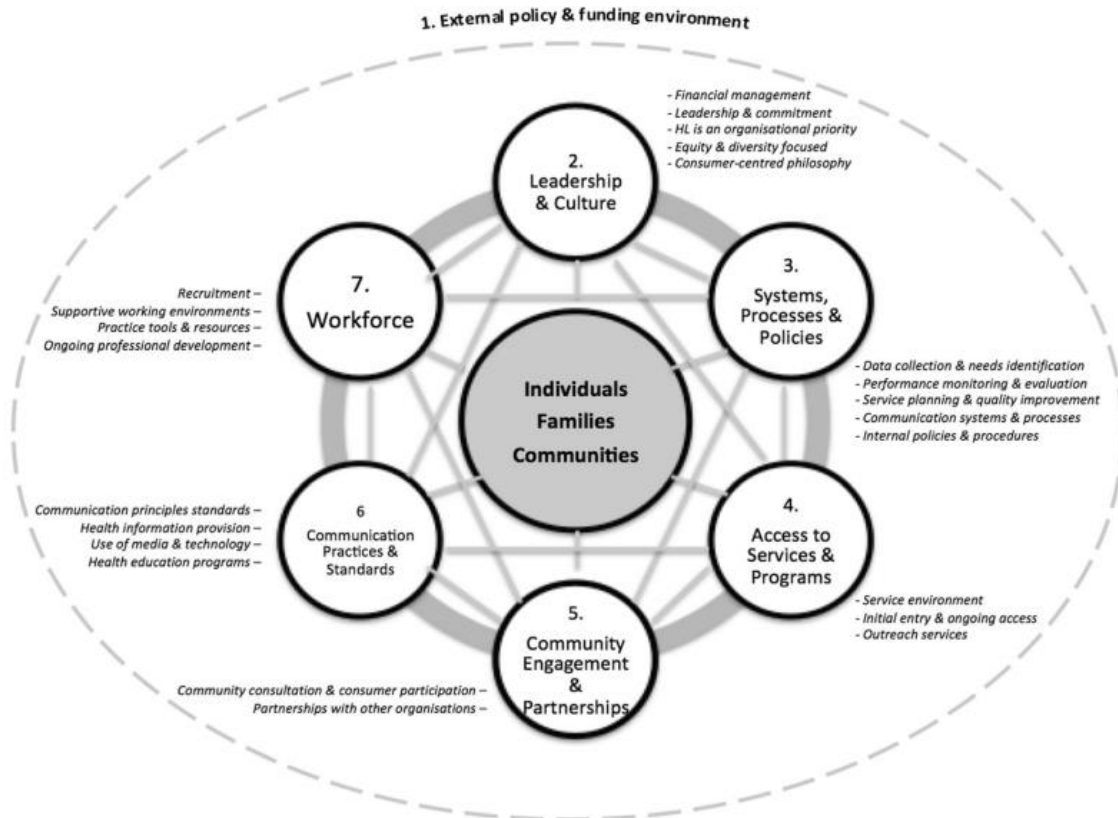 1. External policy & funding environment
- Financial management
- Leadership & commitment
- HL is an organisational priority
- Equity & diversity focused
- Consumer-centred philosophy
2.
Leadership
& Culture
3.
Systems,
Processes &
Policies
- Data collection & needs identification
- Performance monitoring & evaluation
- Service planning & quality improvement
- Communication systems & processes
- Internal policies & procedures
4.
Access to
Services &
Programs
- Service environment
- Initial entry & ongoing access
- Outreach services
5.
Community
Engagement
&
Partnerships
Community consultation & consumer participation –
Partnerships with other organisations –
6
Communication
Practices &
Standards
Communication principles standards –
Health information provision –
Use of media & technology –
Health education programs –
7.
Workforce
Recruitment –
Supportive working environments –
Practice tools & resources –
Ongoing professional development –
Individuals
Families
Communities